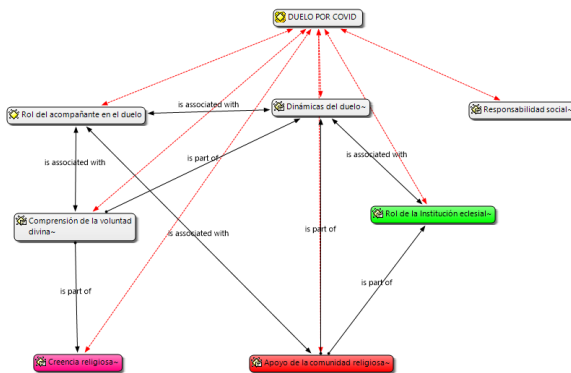 DUELO POR COVID
Rol del acompañante en el duelo
is associated with
Dinámicas del duelo~
Responsabilidad social~
is associated with
is part of
is associated with
Comprensión de la voluntad
divina~
Rol de la Institución eclesial~
is associated with
is part of
is part of
is part of
Creencia religiosa~
Apoyo de la comunidad religiosa~